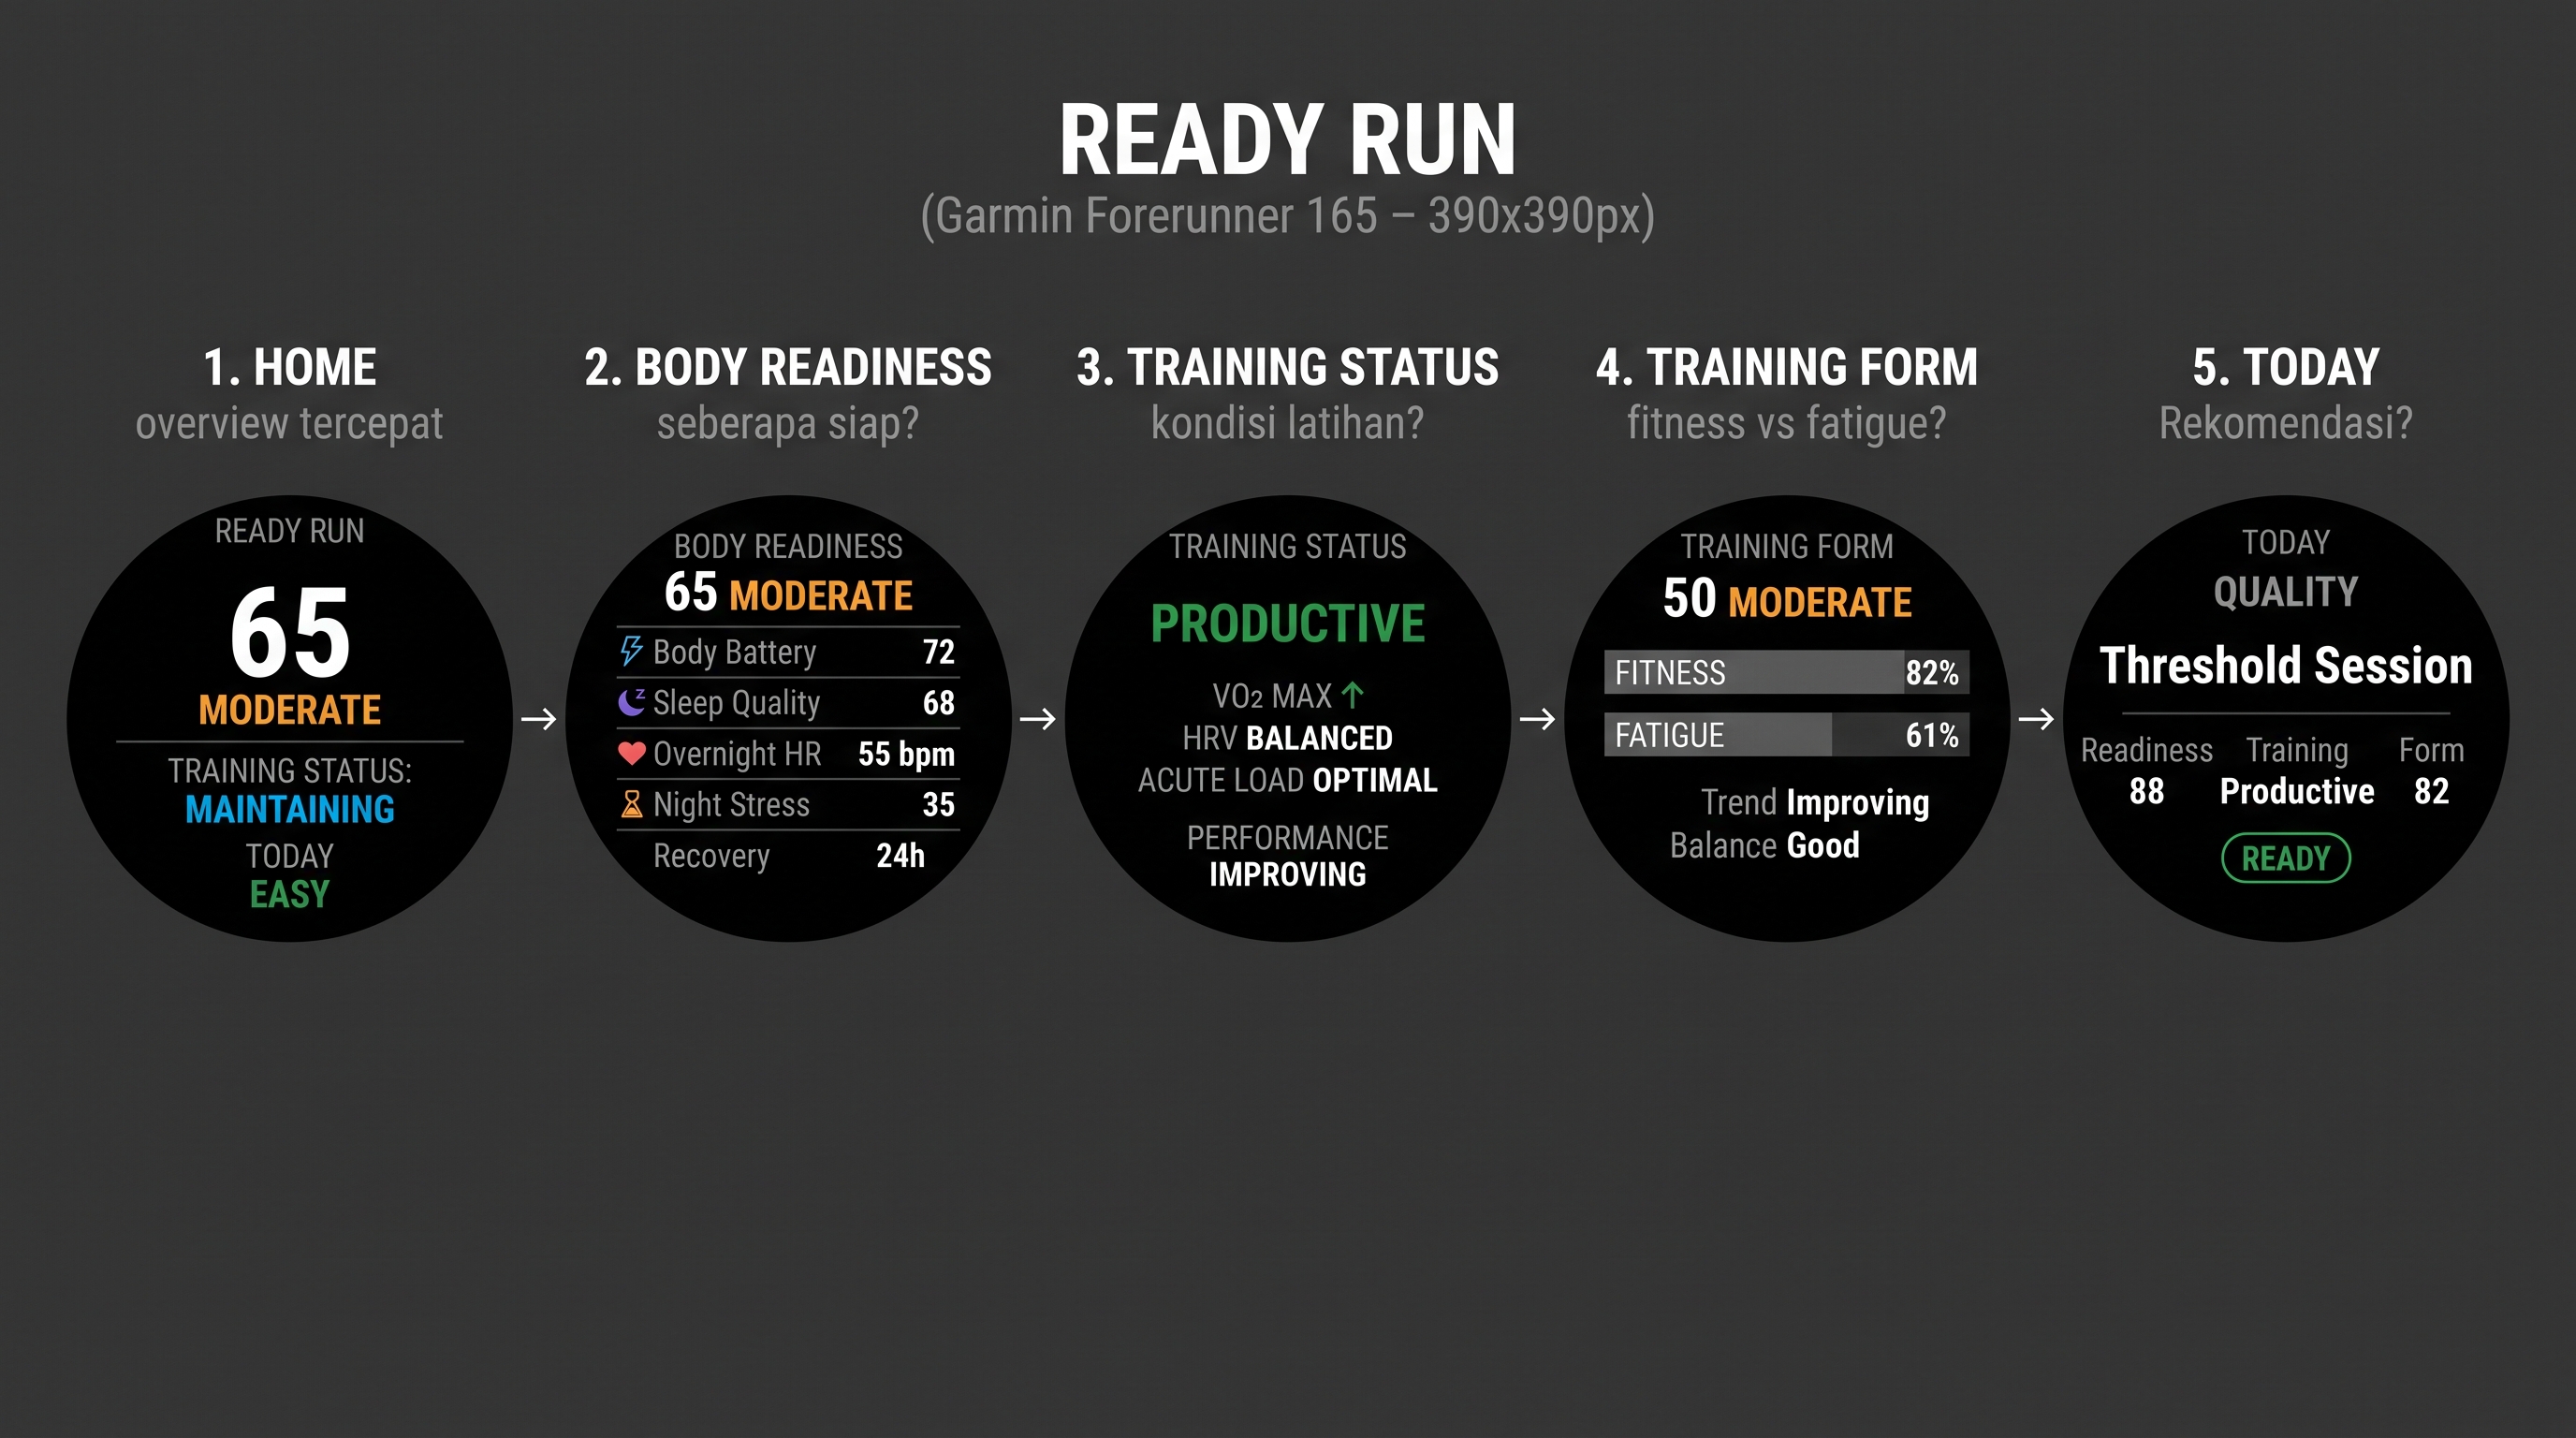 READY RUN
(Garmin Forerunner 165 – 390x390px)
1. HOME
overview tercepat
READY RUN
65
MODERATE
TRAINING STATUS:
MAINTAINING
TODAY
EASY
2. BODY READINESS
seberapa siap?
BODY READINESS
65 MODERATE
Body Battery 72
Sleep Quality 68
Overnight HR 55 bpm
Night Stress 35
Recovery 24h
3. TRAINING STATUS
kondisi latihan?
TRAINING STATUS
PRODUCTIVE
VO2 MAX ↑
HRV BALANCED
ACUTE LOAD OPTIMAL
PERFORMANCE
IMPROVING
4. TRAINING FORM
fitness vs fatigue?
TRAINING FORM
50 MODERATE
FITNESS 82%
FATIGUE 61%
Trend Improving
Balance Good
5. TODAY
Rekomendasi?
TODAY
QUALITY
Threshold Session
Readiness Training Form
88 Productive 82
READY